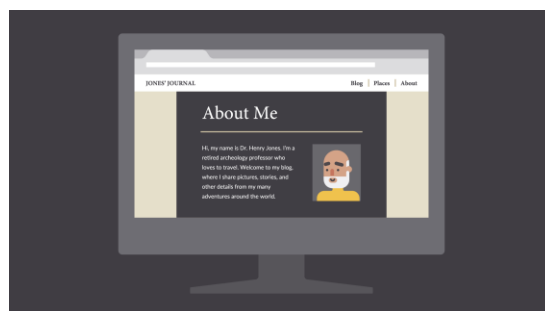 JONES' JOURNAL
Blog Places About
About Me
Hi, my name is Dr. Henry Jones. I'm a
retired archeology professor who
loves to travel. Welcome to my blog,
where I share pictures, stories, and
other details from my many
adventures around the world.